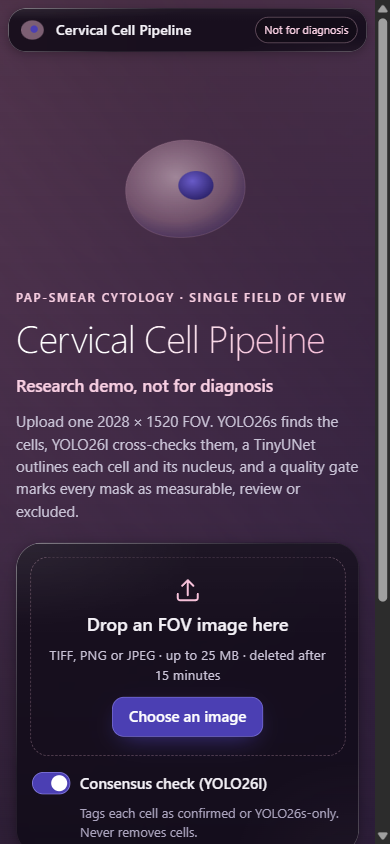 Cervical Cell Pipeline
Not for diagnosis
PAP-SMEAR CYTOLOGY · SINGLE FIELD OF VIEW
Cervical Cell Pipeline
Research demo, not for diagnosis
Upload one 2028 × 1520 FOV. YOLO26s finds the
cells, YOLO26l cross-checks them, a TinyUNet
outlines each cell and its nucleus, and a quality gate
marks every mask as measurable, review or
excluded.
Drop an FOV image here
TIFF, PNG or JPEG · up to 25 MB · deleted after
15 minutes
Choose an image
Consensus check (YOLO26l)
Tags each cell as confirmed or YOLO26s-only.
Never removes cells.